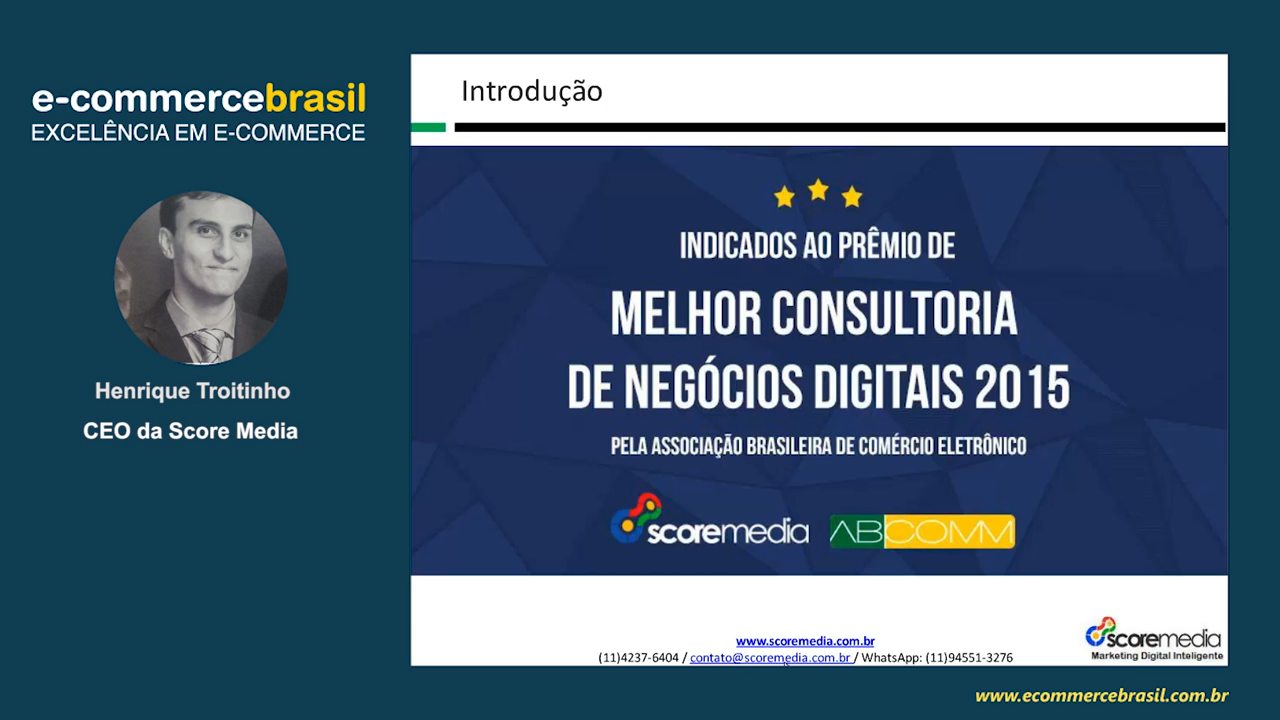 e-commercebrasil
EXCELÊNCIA EM E-COMMERCE
Henrique Troitinho
CEO da Score Media
Introdução
INDICADOS AO PRÊMIO DE
MELHOR CONSULTORIA
DE NEGÓCIOS DIGITAIS 2015
PELA ASSOCIAÇÃO BRASILEIRA DE COMÉRCIO ELETRÔNICO
scoremedia ABCOMM
www.scoremedia.com.br
(11)4237-6404 / contato@scoremedia.com.br / WhatsApp: (11)94551-3276
scoremedia
Marketing Digital Inteligente
www.ecommercebrasil.com.br